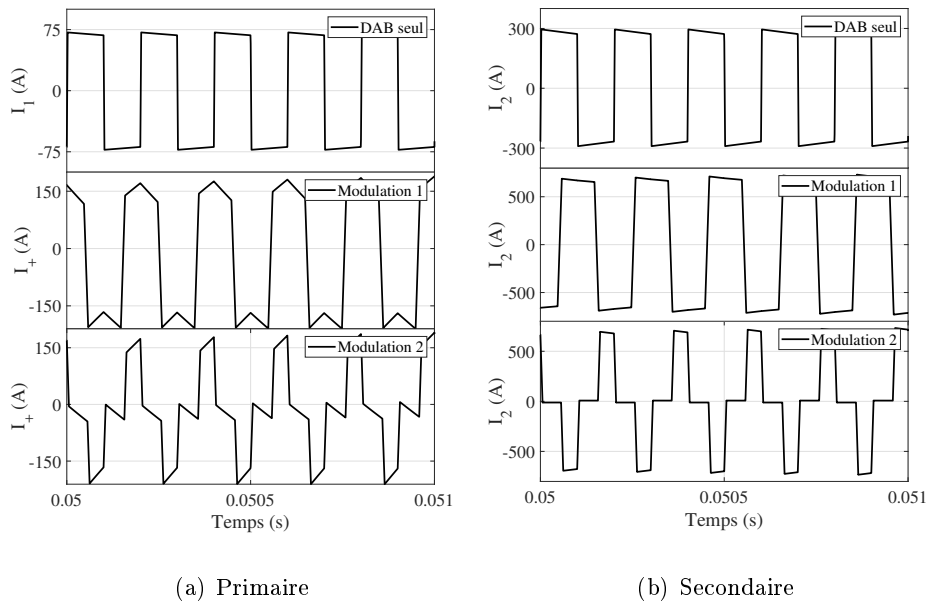 DAB seul
75
0
-75
I1 (A)
Modulation 1
150
0
-150
I+ (A)
Modulation 2
150
0
-150
I+ (A)
0.05
0.0505
0.051
Temps (s)
(a) Primaire
DAB seul
300
0
-300
I2 (A)
Modulation 1
500
0
-500
I2 (A)
Modulation 2
500
0
-500
I2 (A)
0.05
0.0505
0.051
Temps (s)
(b) Secondaire